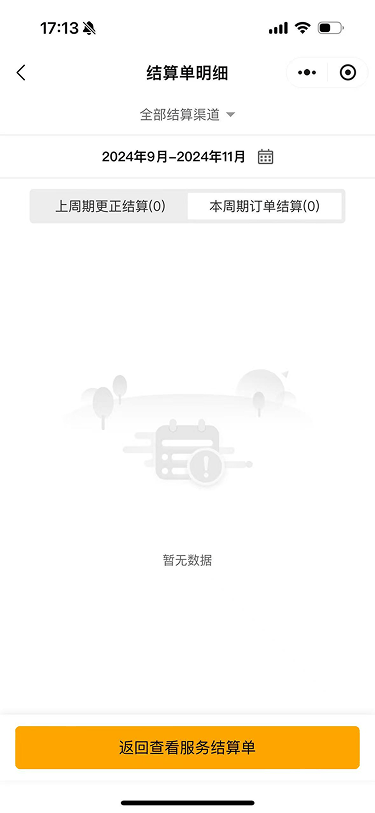 17:13
结算单明细
全部结算渠道
2024年9月-2024年11月
上周期更正结算(0) 本周期订单结算(0)
暂无数据
返回查看服务结算单